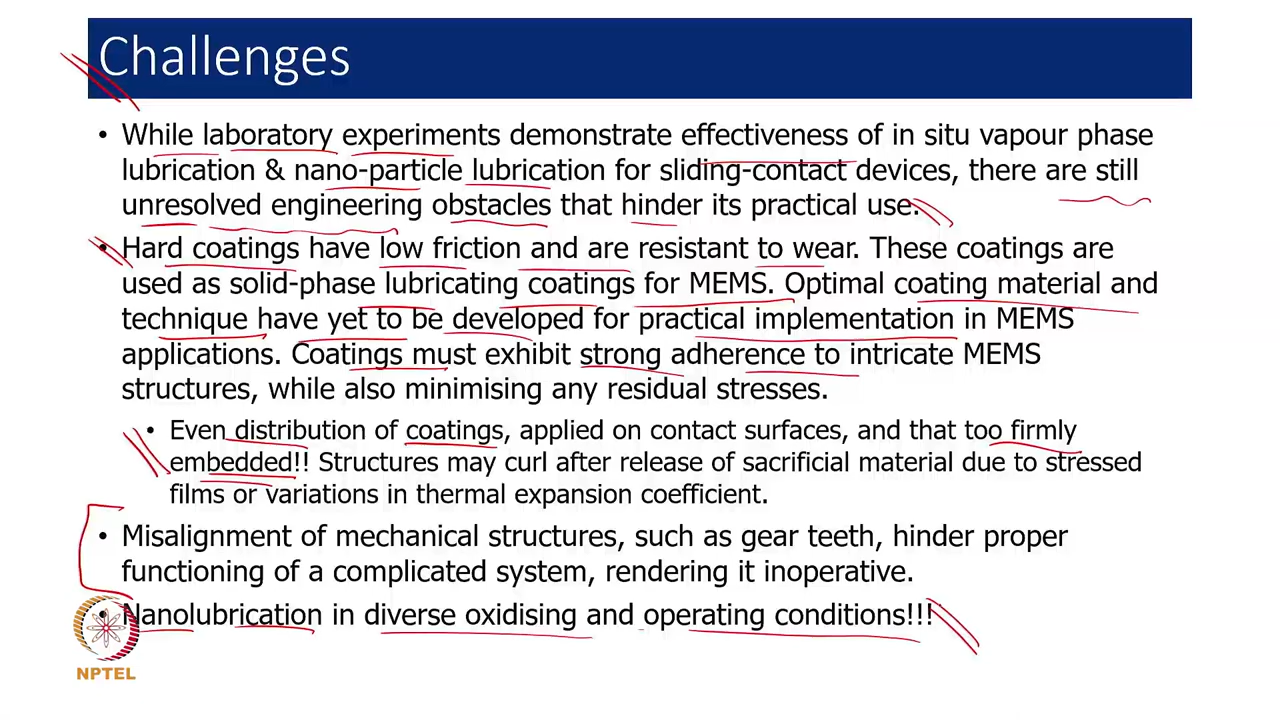 Challenges
• While laboratory experiments demonstrate effectiveness of in situ vapour phase
lubrication & nano-particle lubrication for sliding-contact devices, there are still
unresolved engineering obstacles that hinder its practical use.
• Hard coatings have low friction and are resistant to wear. These coatings are
used as solid-phase lubricating coatings for MEMS. Optimal coating material and
technique have yet to be developed for practical implementation in MEMS
applications. Coatings must exhibit strong adherence to intricate MEMS
structures, while also minimising any residual stresses.
• Even distribution of coatings, applied on contact surfaces, and that too firmly
embedded!! Structures may curl after release of sacrificial material due to stressed
films or variations in thermal expansion coefficient.
• Misalignment of mechanical structures, such as gear teeth, hinder proper
functioning of a complicated system, rendering it inoperative.
• Nanolubrication in diverse oxidising and operating conditions!!!
NPTEL